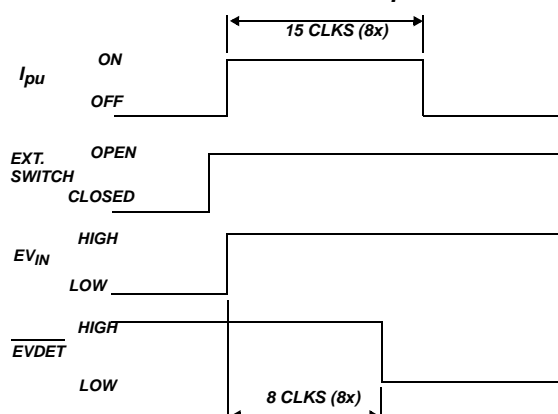 15 CLKS (8x)
Ipu
ON
OFF
EXT.
SWITCH
OPEN
CLOSED
EVIN
HIGH
LOW
EVDET
HIGH
LOW
8 CLKS (8x)